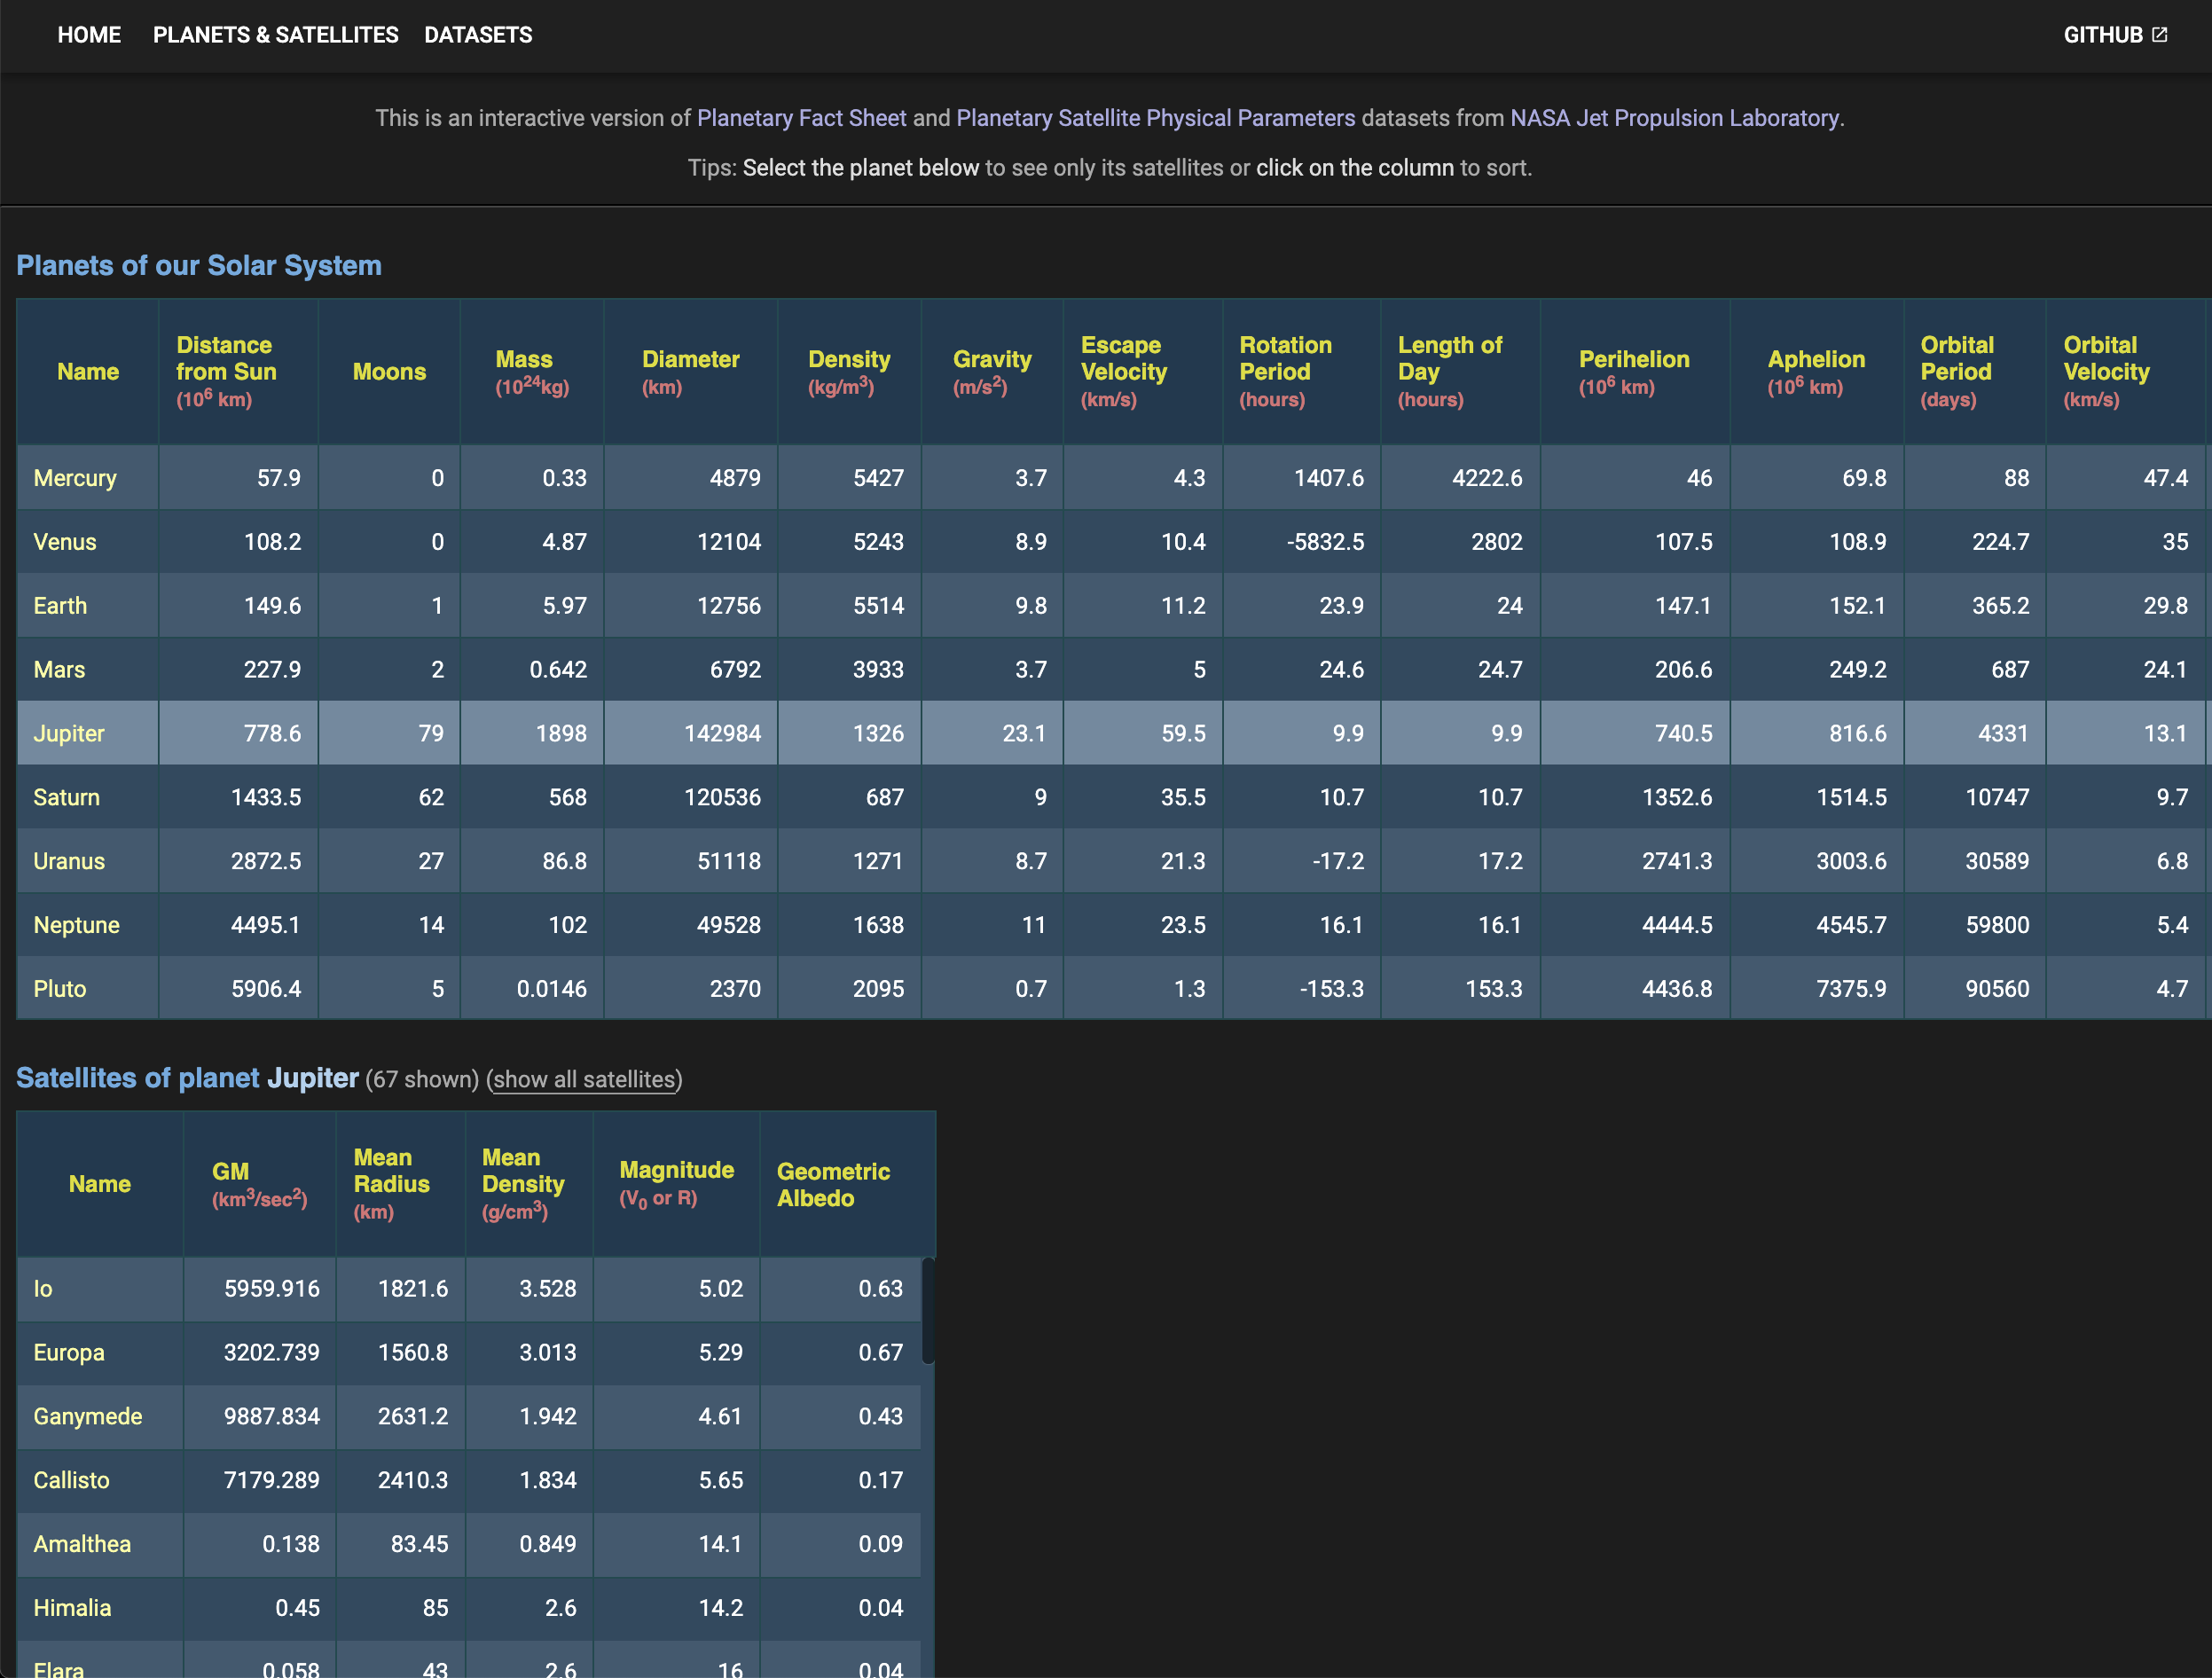 HOME PLANETS & SATELLITES DATASETS GITHUB
This is an interactive version of Planetary Fact Sheet and Planetary Satellite Physical Parameters datasets from NASA Jet Propulsion Laboratory.
Tips: Select the planet below to see only its satellites or click on the column to sort.
Planets of our Solar System
Name Distance from Sun (10⁶ km) Moons Mass (10²⁴kg) Diameter (km) Density (kg/m³) Gravity (m/s²) Escape Velocity (km/s) Rotation Period (hours) Length of Day (hours) Perihelion (10⁶ km) Aphelion (10⁶ km) Orbital Period (days) Orbital Velocity (km/s)
Mercury 57.9 0 0.33 4879 5427 3.7 4.3 1407.6 4222.6 46 69.8 88 47.4
Venus 108.2 0 4.87 12104 5243 8.9 10.4 -5832.5 2802 107.5 108.9 224.7 35
Earth 149.6 1 5.97 12756 5514 9.8 11.2 23.9 24 147.1 152.1 365.2 29.8
Mars 227.9 2 0.642 6792 3933 3.7 5 24.6 24.7 206.6 249.2 687 24.1
Jupiter 778.6 79 1898 142984 1326 23.1 59.5 9.9 9.9 740.5 816.6 4331 13.1
Saturn 1433.5 62 568 120536 687 9 35.5 10.7 10.7 1352.6 1514.5 10747 9.7
Uranus 2872.5 27 86.8 51118 1271 8.7 21.3 -17.2 17.2 2741.3 3003.6 30589 6.8
Neptune 4495.1 14 102 49528 1638 11 23.5 16.1 16.1 4444.5 4545.7 59800 5.4
Pluto 5906.4 5 0.0146 2370 2095 0.7 1.3 -153.3 153.3 4436.8 7375.9 90560 4.7
Satellites of planet Jupiter (67 shown) (show all satellites)
Name GM (km³/sec²) Mean Radius (km) Mean Density (g/cm³) Magnitude (V₀ or R) Geometric Albedo
Io 5959.916 1821.6 3.528 5.02 0.63
Europa 3202.739 1560.8 3.013 5.29 0.67
Ganymede 9887.834 2631.2 1.942 4.61 0.43
Callisto 7179.289 2410.3 1.834 5.65 0.17
Amalthea 0.138 83.45 0.849 14.1 0.09
Himalia 0.45 85 2.6 14.2 0.04
Elara 0.058 43 2.6 16 0.04